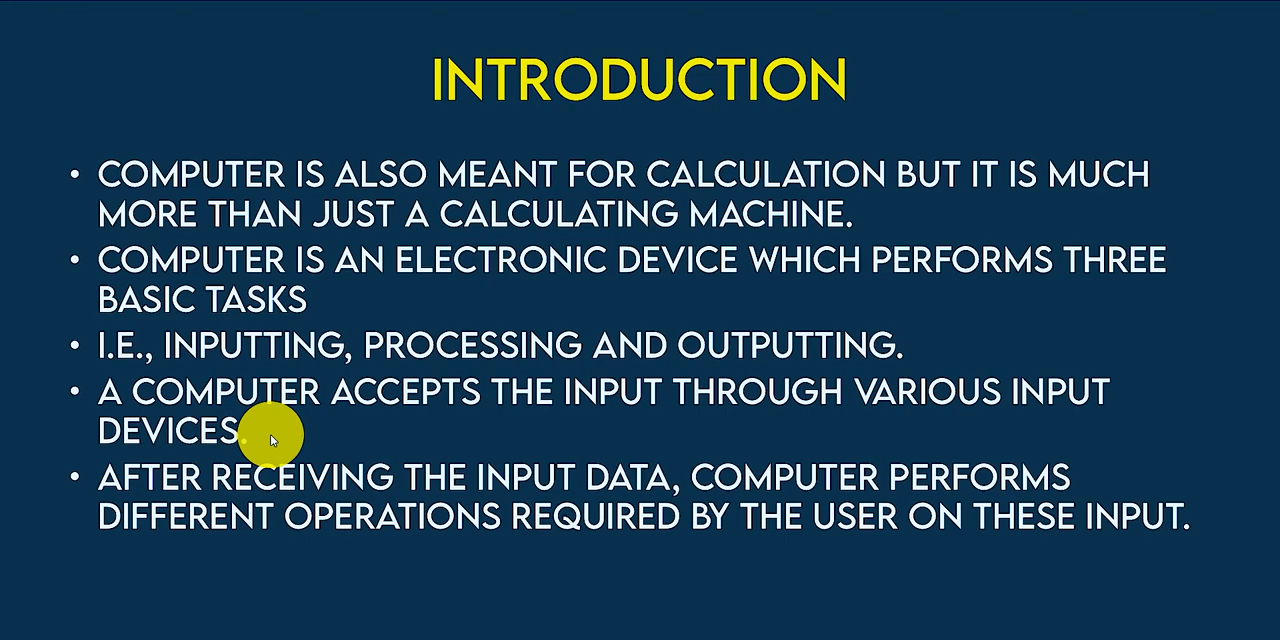 INTRODUCTION
• COMPUTER IS ALSO MEANT FOR CALCULATION BUT IT IS MUCH
MORE THAN JUST A CALCULATING MACHINE.
• COMPUTER IS AN ELECTRONIC DEVICE WHICH PERFORMS THREE
BASIC TASKS
• I.E., INPUTTING, PROCESSING AND OUTPUTTING.
• A COMPUTER ACCEPTS THE INPUT THROUGH VARIOUS INPUT
DEVICES.
• AFTER RECEIVING THE INPUT DATA, COMPUTER PERFORMS
DIFFERENT OPERATIONS REQUIRED BY THE USER ON THESE INPUT.